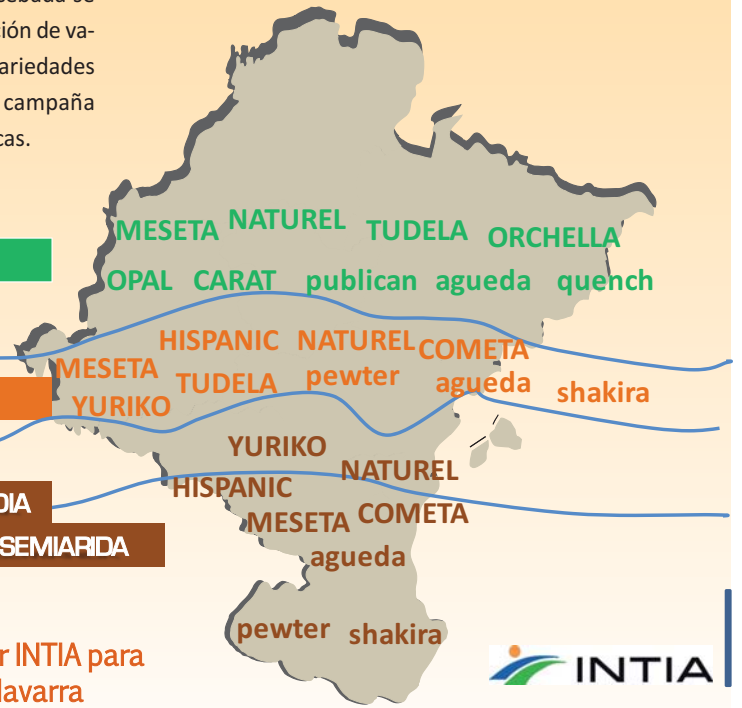 ción de va-
ariedades
campaña
cas.
MESETA NATUREL TUDELA ORCHELLA
OPAL CARAT publican agueda quench
HISPANIC NATUREL COMETA
MESETA TUDELA pewter agueda shakira
YURIKO
YURIKO
NATUREL
HISPANIC
MESETA COMETA
DIA
SEMIARIDA
agueda
pewter shakira
r INTIA para
Navarra
INTIA